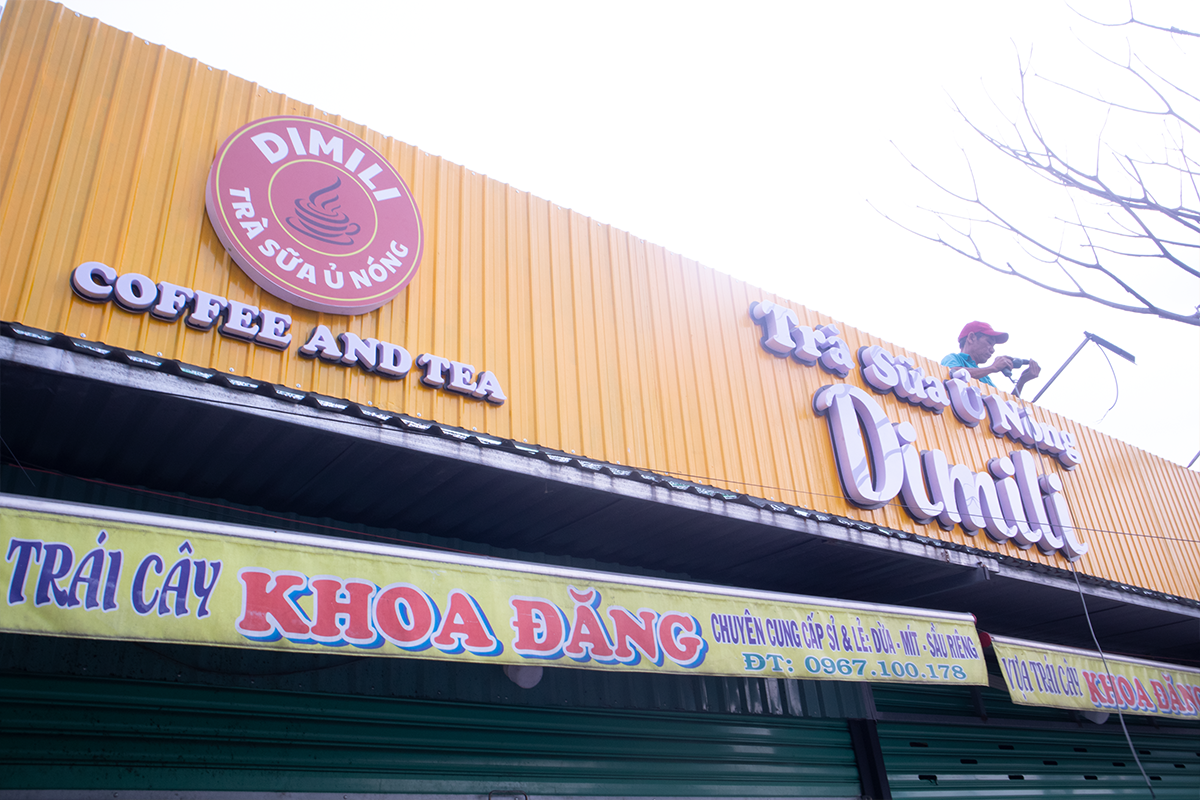 DIMILI
TRÀ SỮA Ủ NÓNG
COFFEE AND TEA
Trà Sữa Ủ Nóng
Dimili
TRÁI CÂY KHOA ĐĂNG
CHUYÊN CUNG CẤP SỈ & LẺ: DỪA - MÍT - SẦU RIÊNG
ĐT: 0967.100.178
VỰA TRÁI CÂY KHOA ĐĂNG